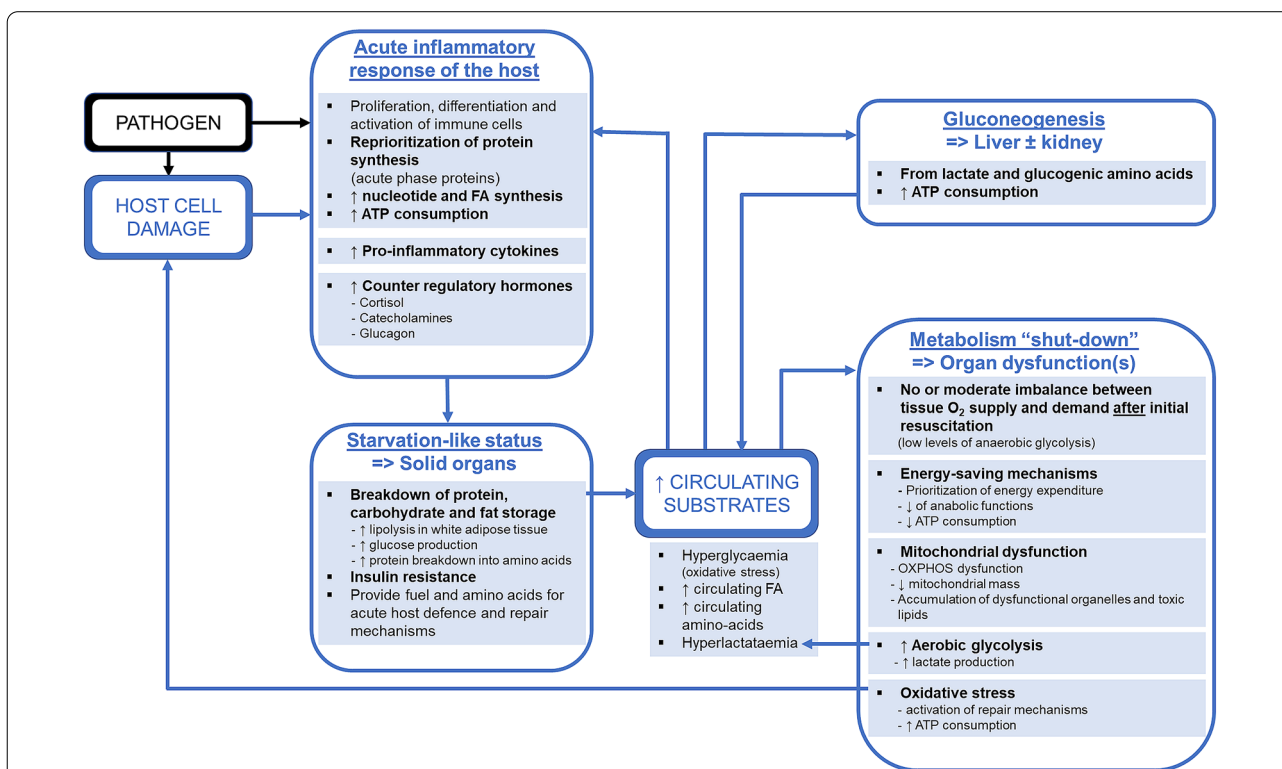 PATHOGEN
HOST CELL
DAMAGE
Acute inflammatory
response of the host
▪ Proliferation, differentiation and
activation of immune cells
▪ Reprioritization of protein
synthesis
(acute phase proteins)
▪ ↑ nucleotide and FA synthesis
▪ ↑ ATP consumption
▪ ↑ Pro-inflammatory cytokines
▪ ↑ Counter regulatory hormones
- Cortisol
- Catecholamines
- Glucagon
Starvation-like status
=> Solid organs
▪ Breakdown of protein,
carbohydrate and fat storage
- ↑ lipolysis in white adipose tissue
- ↑ glucose production
- ↑ protein breakdown into amino acids
▪ Insulin resistance
▪ Provide fuel and amino acids for
acute host defence and repair
mechanisms
↑ CIRCULATING
SUBSTRATES
▪ Hyperglycaemia
(oxidative stress)
▪ ↑ circulating FA
▪ ↑ circulating
amino-acids
▪ Hyperlactataemia
Gluconeogenesis
=> Liver ± kidney
▪ From lactate and glucogenic amino acids
▪ ↑ ATP consumption
Metabolism “shut-down”
=> Organ dysfunction(s)
▪ No or moderate imbalance between
tissue O₂ supply and demand after initial
resuscitation
(low levels of anaerobic glycolysis)
▪ Energy-saving mechanisms
- Prioritization of energy expenditure
- ↓ of anabolic functions
- ↓ ATP consumption
▪ Mitochondrial dysfunction
- OXPHOS dysfunction
- ↓ mitochondrial mass
- Accumulation of dysfunctional organelles and toxic
lipids
▪ ↑ Aerobic glycolysis
- ↑ lactate production
▪ Oxidative stress
- activation of repair mechanisms
- ↑ ATP consumption